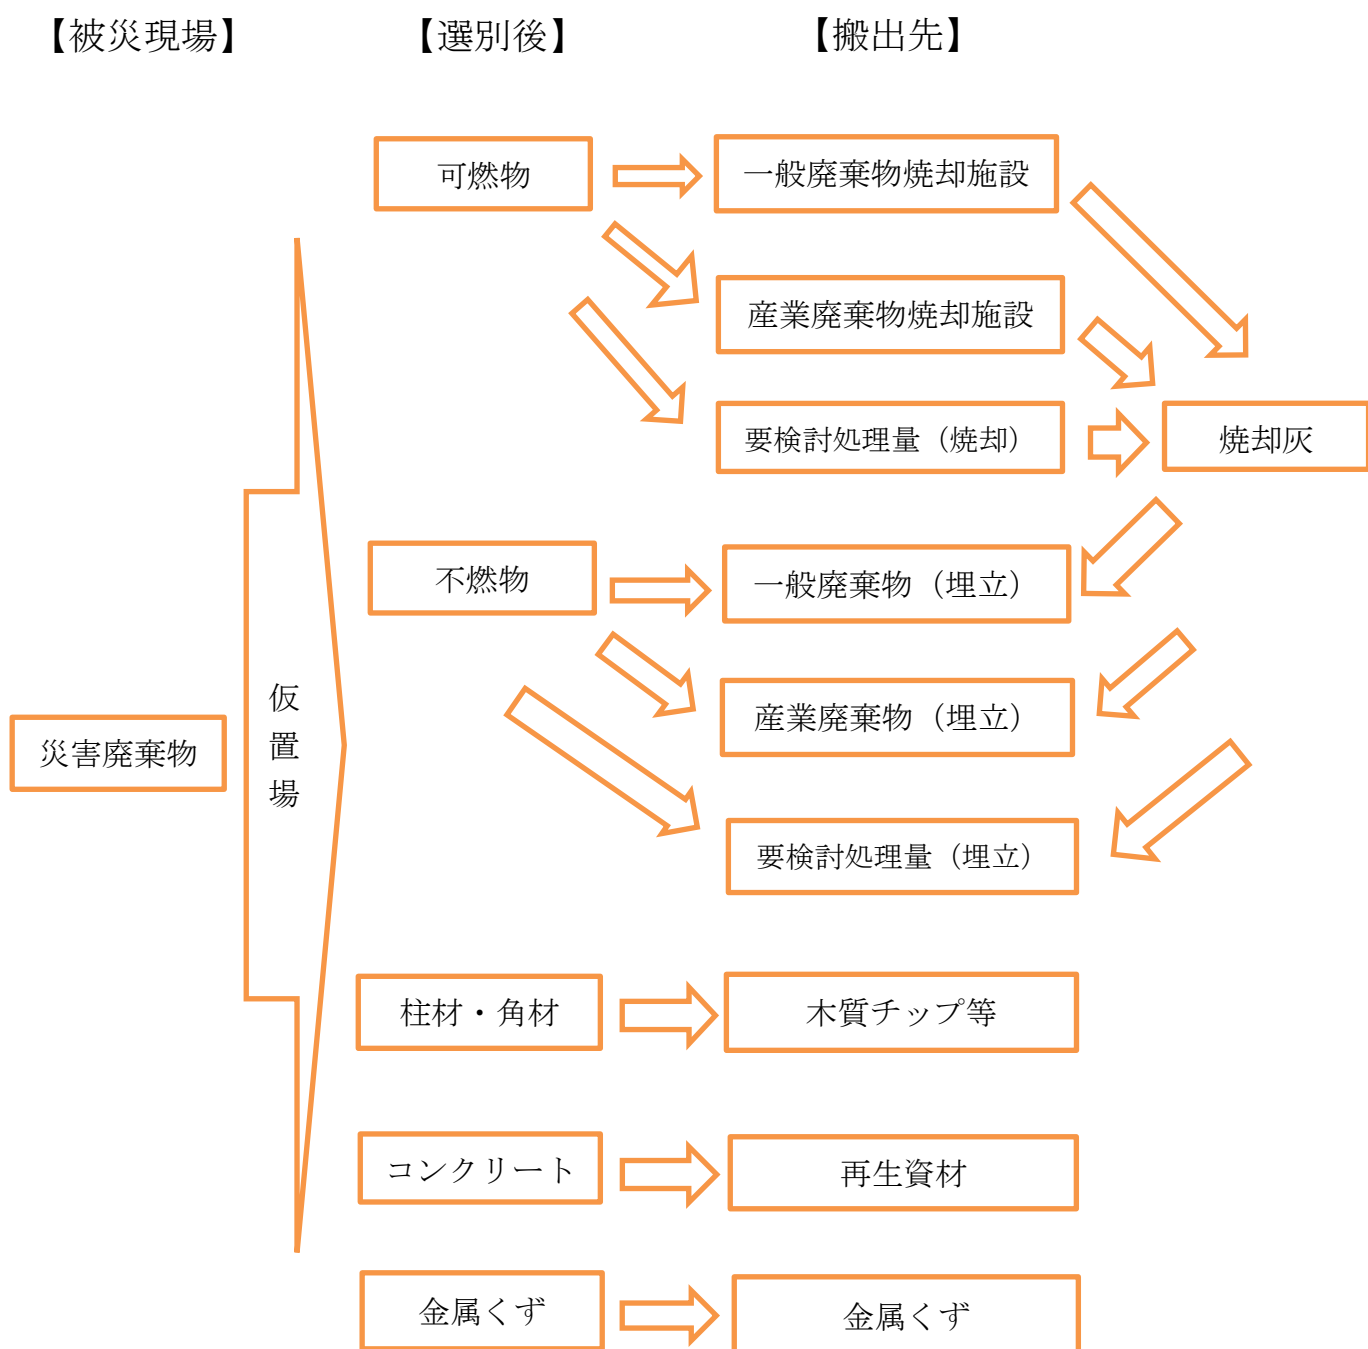 【被災現場】
【選別後】
【搬出先】
可燃物
一般廃棄物焼却施設
産業廃棄物焼却施設
要検討処理量（焼却）
焼却灰
不燃物
一般廃棄物（埋立）
産業廃棄物（埋立）
要検討処理量（埋立）
災害廃棄物
仮置場
柱材・角材
木質チップ等
コンクリート
再生資材
金属くず
金属くず